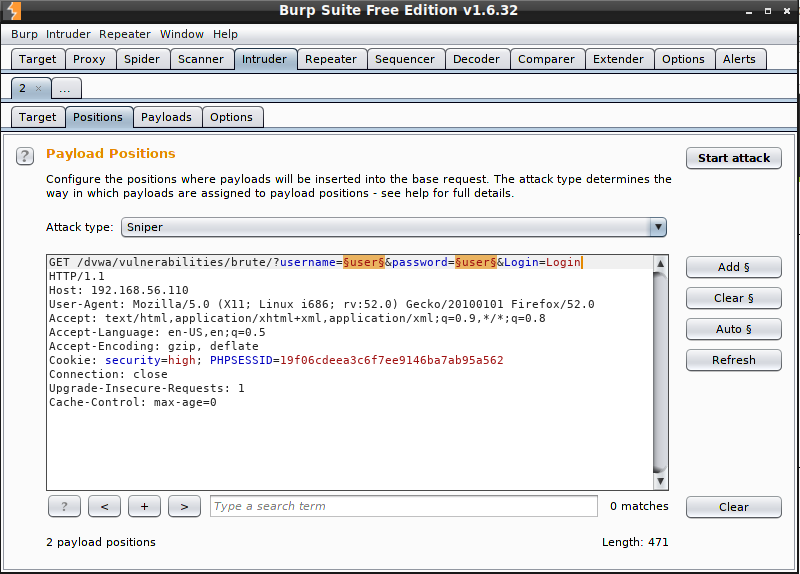 Burp Suite Free Edition v1.6.32
Burp Intruder Repeater Window Help
Target Proxy Spider Scanner Intruder Repeater Sequencer Decoder Comparer Extender Options Alerts
2 × ...
Target Positions Payloads Options
? Payload Positions
Start attack
Configure the positions where payloads will be inserted into the base request. The attack type determines the
way in which payloads are assigned to payload positions - see help for full details.
Attack type: Sniper
GET /dvwa/vulnerabilities/brute/?username=§user§&password=§user§&Login=Login
HTTP/1.1
Host: 192.168.56.110
User-Agent: Mozilla/5.0 (X11; Linux i686; rv:52.0) Gecko/20100101 Firefox/52.0
Accept: text/html,application/xhtml+xml,application/xml;q=0.9,*/*;q=0.8
Accept-Language: en-US,en;q=0.5
Accept-Encoding: gzip, deflate
Cookie: security=high; PHPSESSID=19f06cdeea3c6f7ee9146ba7ab95a562
Connection: close
Upgrade-Insecure-Requests: 1
Cache-Control: max-age=0
Add §
Clear §
Auto §
Refresh
? < + > Type a search term 0 matches Clear
2 payload positions Length: 471